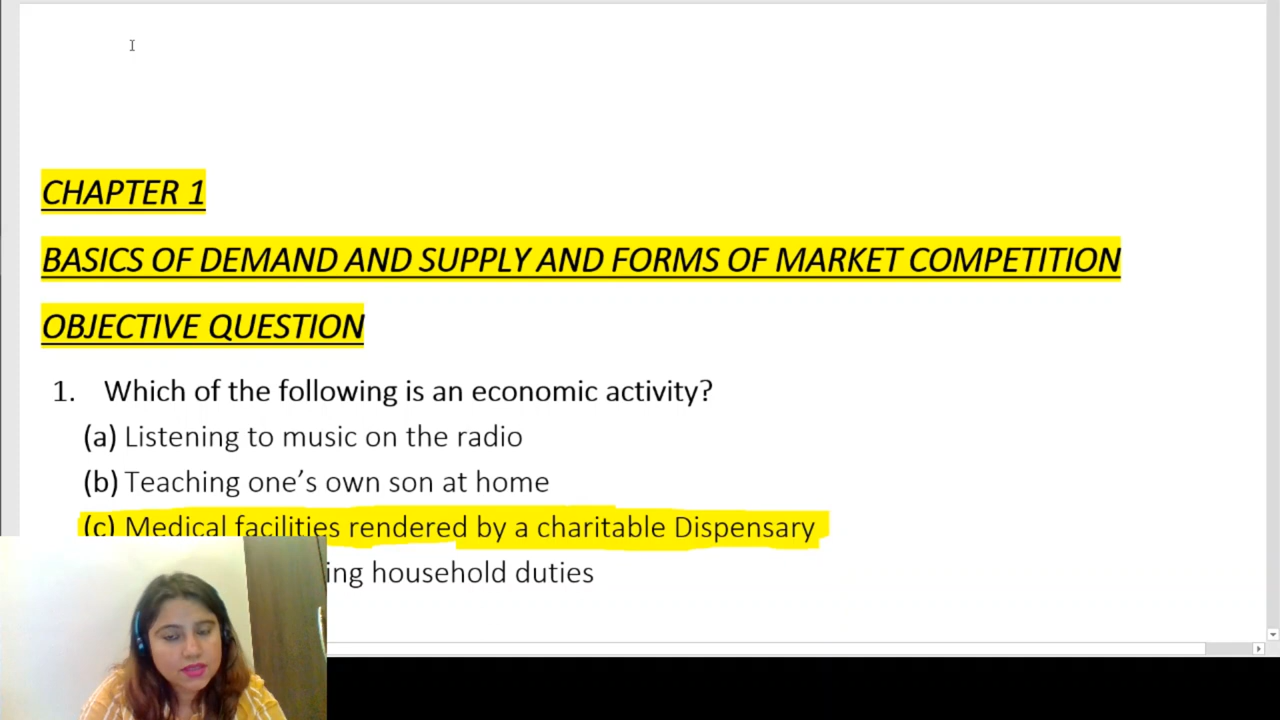 CHAPTER 1
BASICS OF DEMAND AND SUPPLY AND FORMS OF MARKET COMPETITION
OBJECTIVE QUESTION
1. Which of the following is an economic activity?
(a) Listening to music on the radio
(b) Teaching one’s own son at home
(c) Medical facilities rendered by a charitable Dispensary
household duties